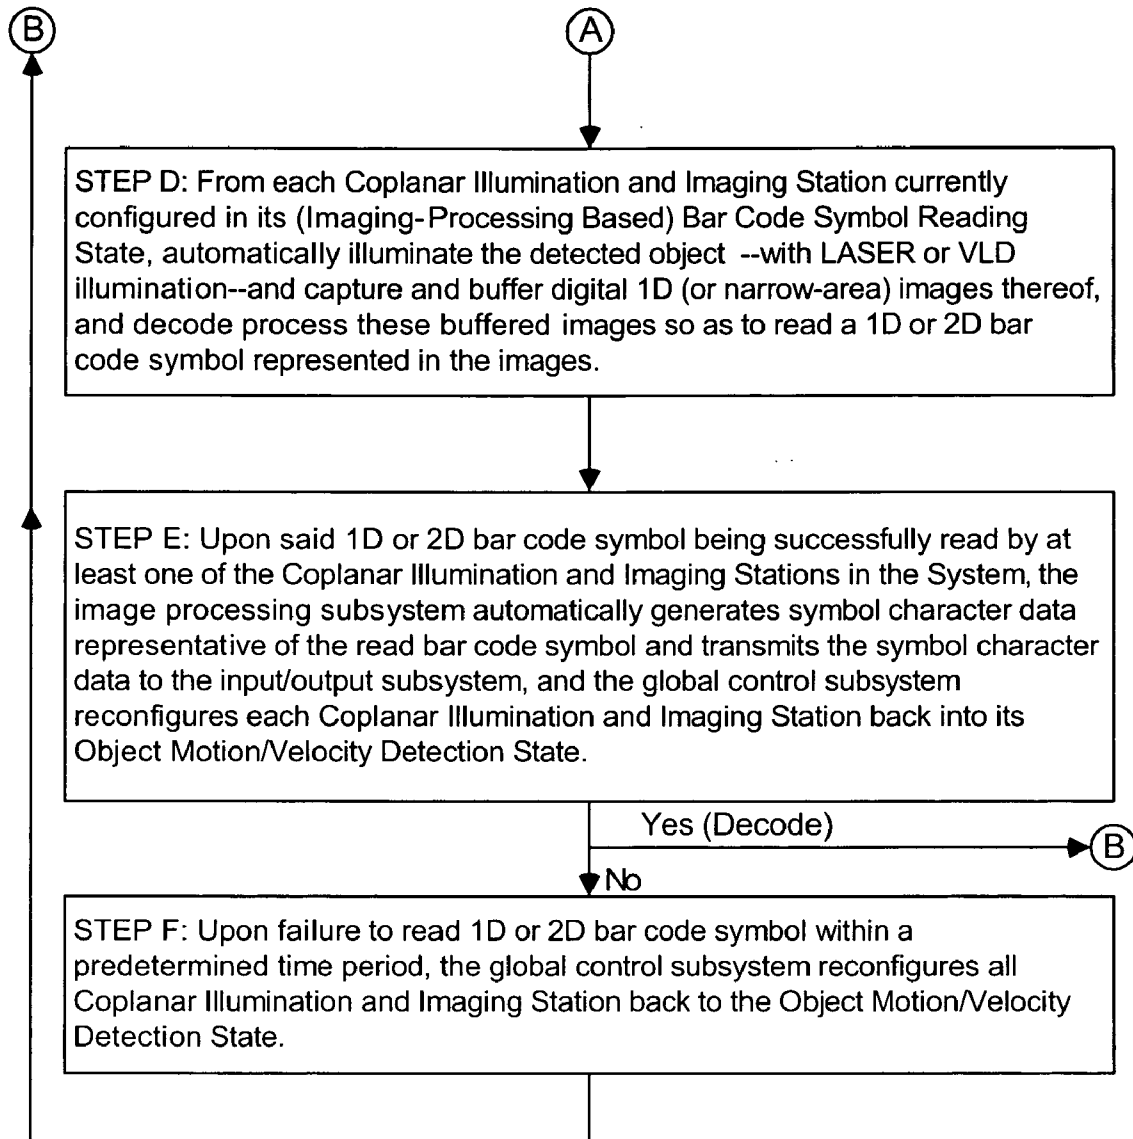 B
A
STEP D: From each Coplanar Illumination and Imaging Station currently
configured in its (Imaging-Processing Based) Bar Code Symbol Reading
State, automatically illuminate the detected object --with LASER or VLD
illumination--and capture and buffer digital 1D (or narrow-area) images thereof,
and decode process these buffered images so as to read a 1D or 2D bar
code symbol represented in the images.
STEP E: Upon said 1D or 2D bar code symbol being successfully read by at
least one of the Coplanar Illumination and Imaging Stations in the System, the
image processing subsystem automatically generates symbol character data
representative of the read bar code symbol and transmits the symbol character
data to the input/output subsystem, and the global control subsystem
reconfigures each Coplanar Illumination and Imaging Station back into its
Object Motion/Velocity Detection State.
Yes (Decode)
B
No
STEP F: Upon failure to read 1D or 2D bar code symbol within a
predetermined time period, the global control subsystem reconfigures all
Coplanar Illumination and Imaging Station back to the Object Motion/Velocity
Detection State.